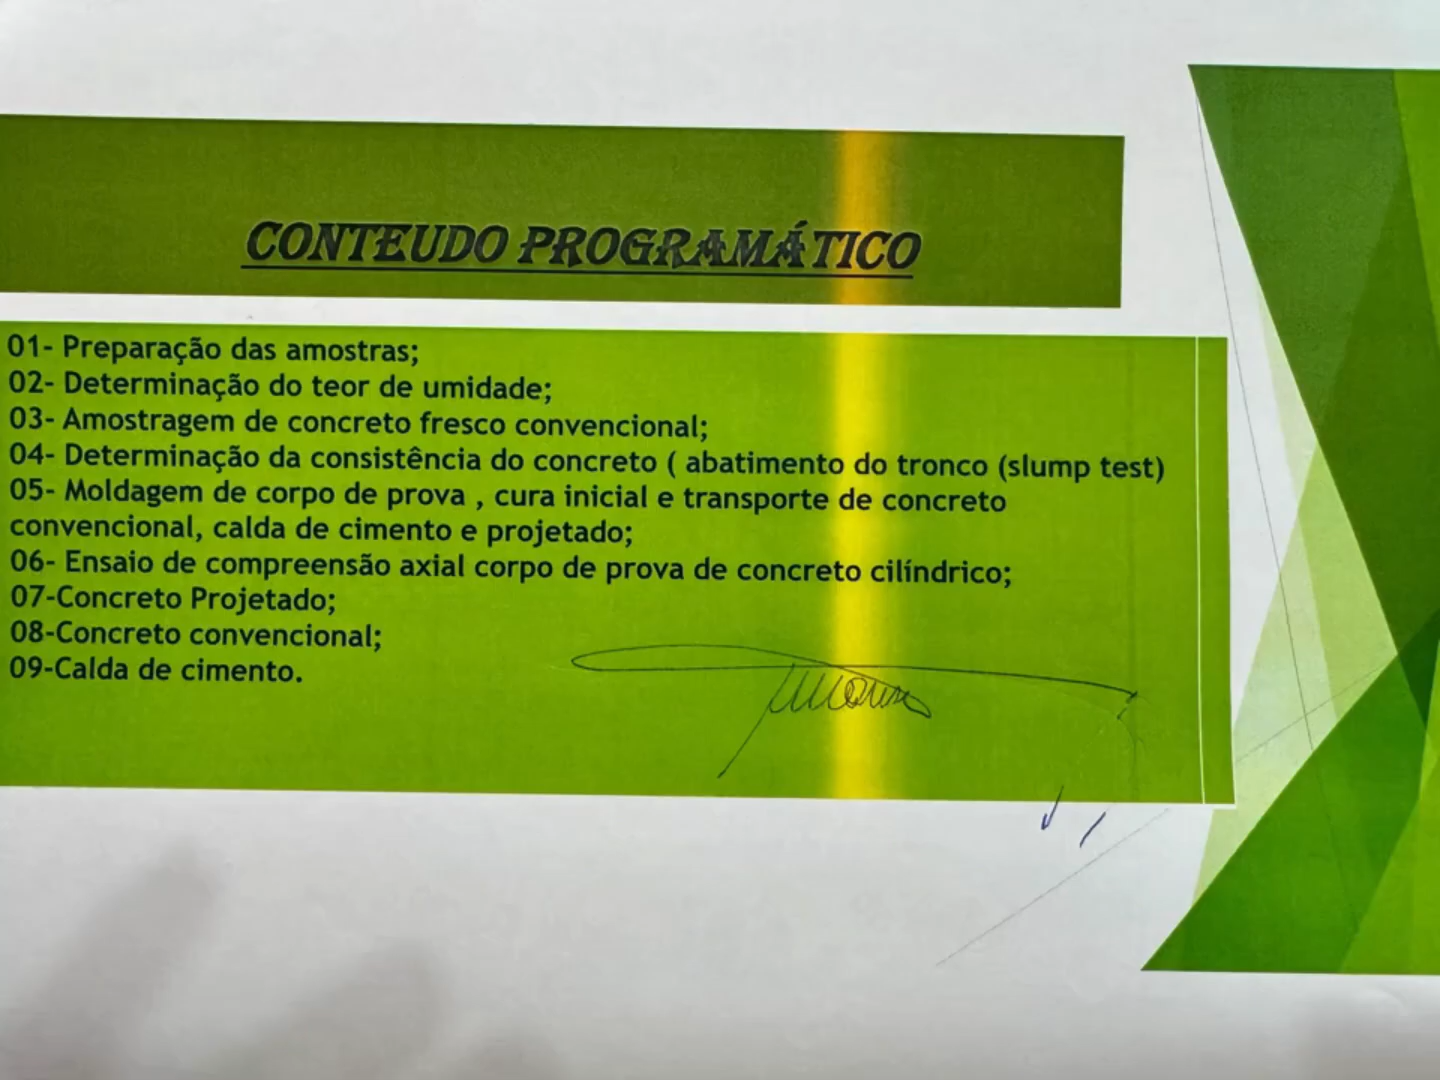 CONTEUDO PROGRAMÁTICO
01- Preparação das amostras;
02- Determinação do teor de umidade;
03- Amostragem de concreto fresco convencional;
04- Determinação da consistência do concreto ( abatimento do tronco (slump test)
05- Moldagem de corpo de prova , cura inicial e transporte de concreto
convencional, calda de cimento e projetado;
06- Ensaio de compreensão axial corpo de prova de concreto cilíndrico;
07-Concreto Projetado;
08-Concreto convencional;
09-Calda de cimento.